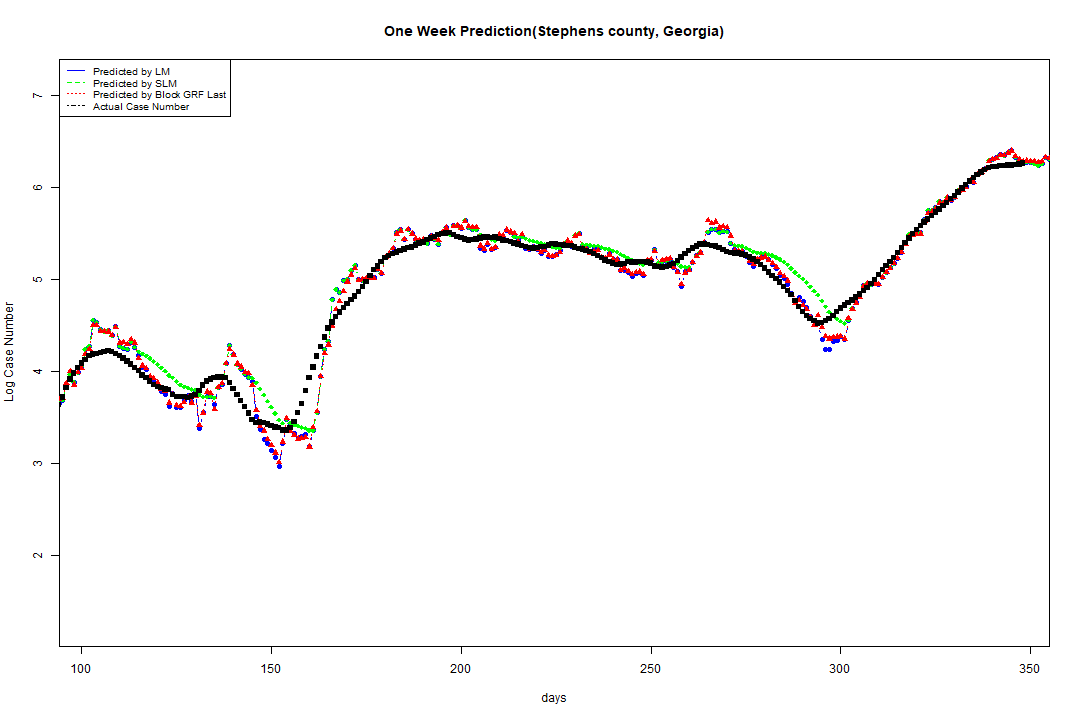 One Week Prediction(Stephens county, Georgia)
Predicted by LM
Predicted by SLM
Predicted by Block GRF Last
Actual Case Number
7
6
5
4
3
2
Log Case Number
100 150 200 250 300 350
days